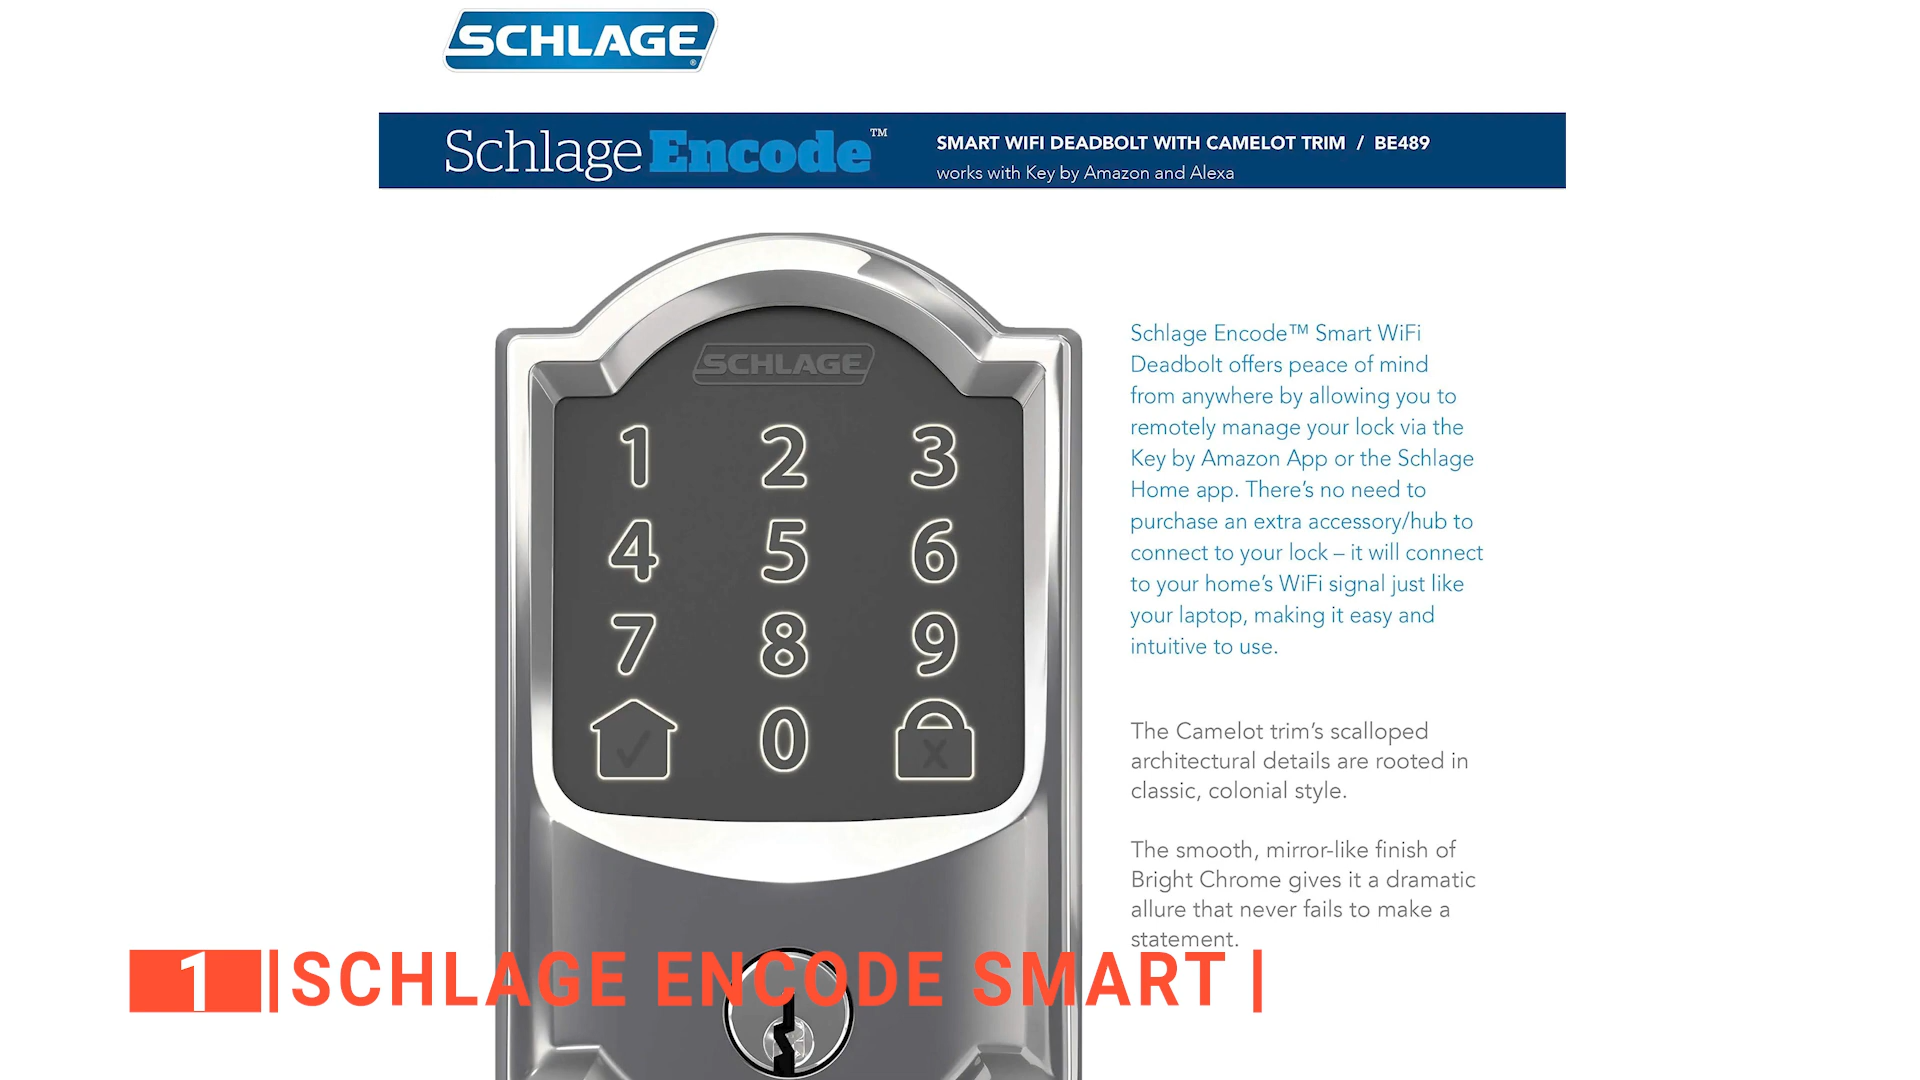 SCHLAGE
Schlage Encode™
SMART WIFI DEADBOLT WITH CAMELOT TRIM / BE489
works with Key by Amazon and Alexa
SCHLAGE
1 2 3
4 5 6
7 8 9
0 X
Schlage Encode™ Smart WiFi
Deadbolt offers peace of mind
from anywhere by allowing you to
remotely manage your lock via the
Key by Amazon App or the Schlage
Home app. There's no need to
purchase an extra accessory/hub to
connect to your lock – it will connect
to your home's WiFi signal just like
your laptop, making it easy and
intuitive to use.
The Camelot trim's scalloped
architectural details are rooted in
classic, colonial style.
The smooth, mirror-like finish of
Bright Chrome gives it a dramatic
allure that never fails to make a
statement.
1 |SCHLAGE ENCODE SMART |